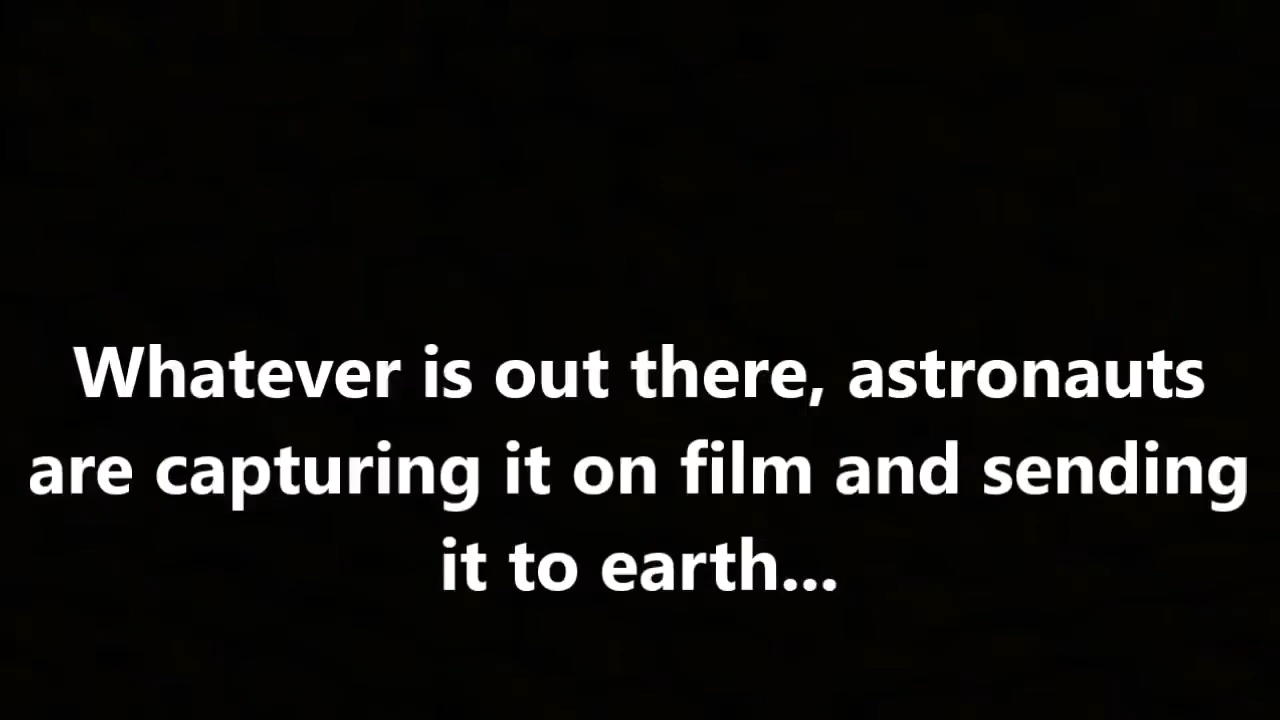 Whatever is out there, astronauts
are capturing it on film and sending
it to earth...